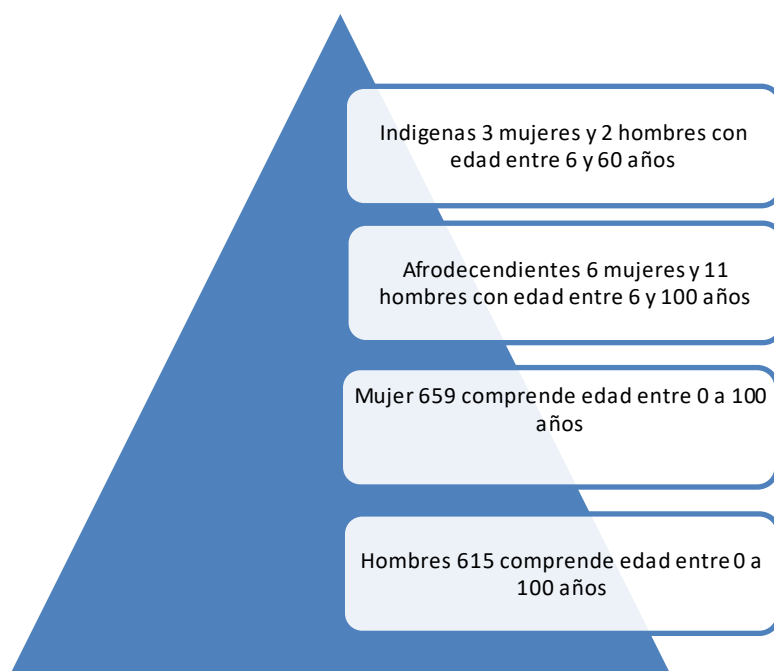 Indigenas 3 mujeres y 2 hombres con
edad entre 6 y 60 años
Afrodecendientes 6 mujeres y 11
hombres con edad entre 6 y 100 años
Mujer 659 comprende edad entre 0 a 100
años
Hombres 615 comprende edad entre 0 a
100 años